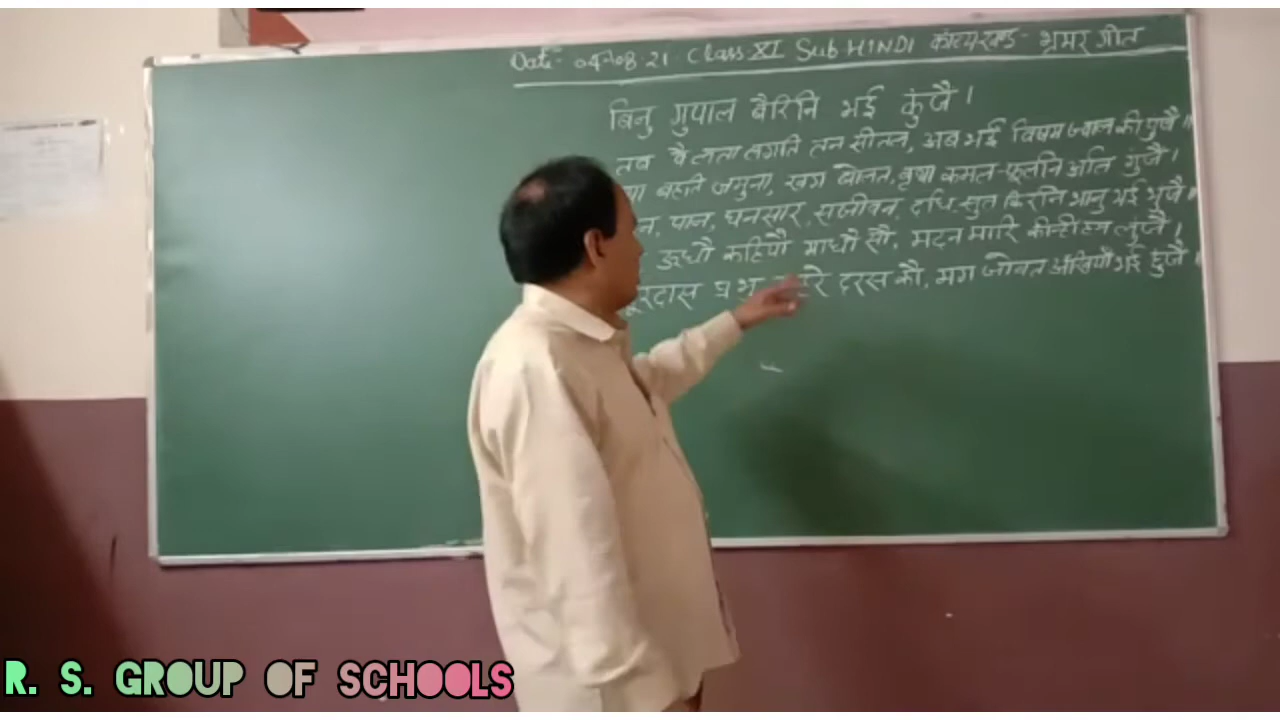 Date- 04-08-21 Class-XI Sub HINDI काव्यखण्ड- भ्रमर गीत
बिनु गुपाल बैरिनि भई कुंजै।
तब वै लता लगति तन सीतल, अब भई विषम ज्वाल की पुंजै॥
बहति जमुना, खग बोलत, वृथा कमल-फूलनि अलि गुंजै।
पान, घनसार, सजीवन, दधि-सुत किरनि भानु भई भुंजै॥
ऊधौ कहियौ माधौ सौं, मदन मारि कीन्ही हम लुंजै।
सूरदास प्रभु दरस कौ, मग जोवत अँखियाँ भई छुंजै॥
R. S. GROUP OF SCHOOLS